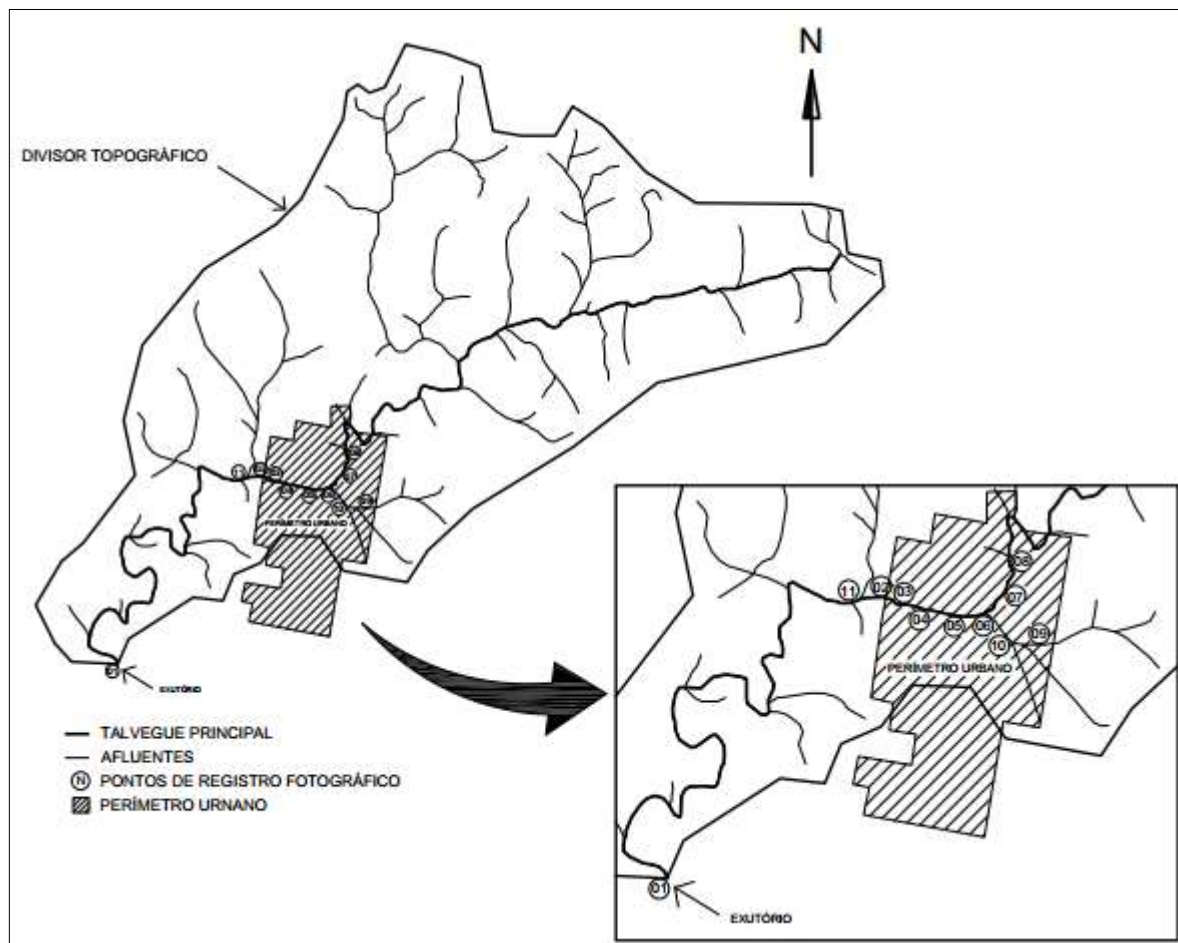 N
DIVISOR TOPOGRÁFICO
11
PERÍMETRO URBANO
EXUTÓRIO
TALVEGUE PRINCIPAL
AFLUENTES
N PONTOS DE REGISTRO FOTOGRÁFICO
PERÍMETRO URNANO
08
11 02 03
07
04 05 06
10 09
PERÍMETRO URBANO
01
EXUTÓRIO